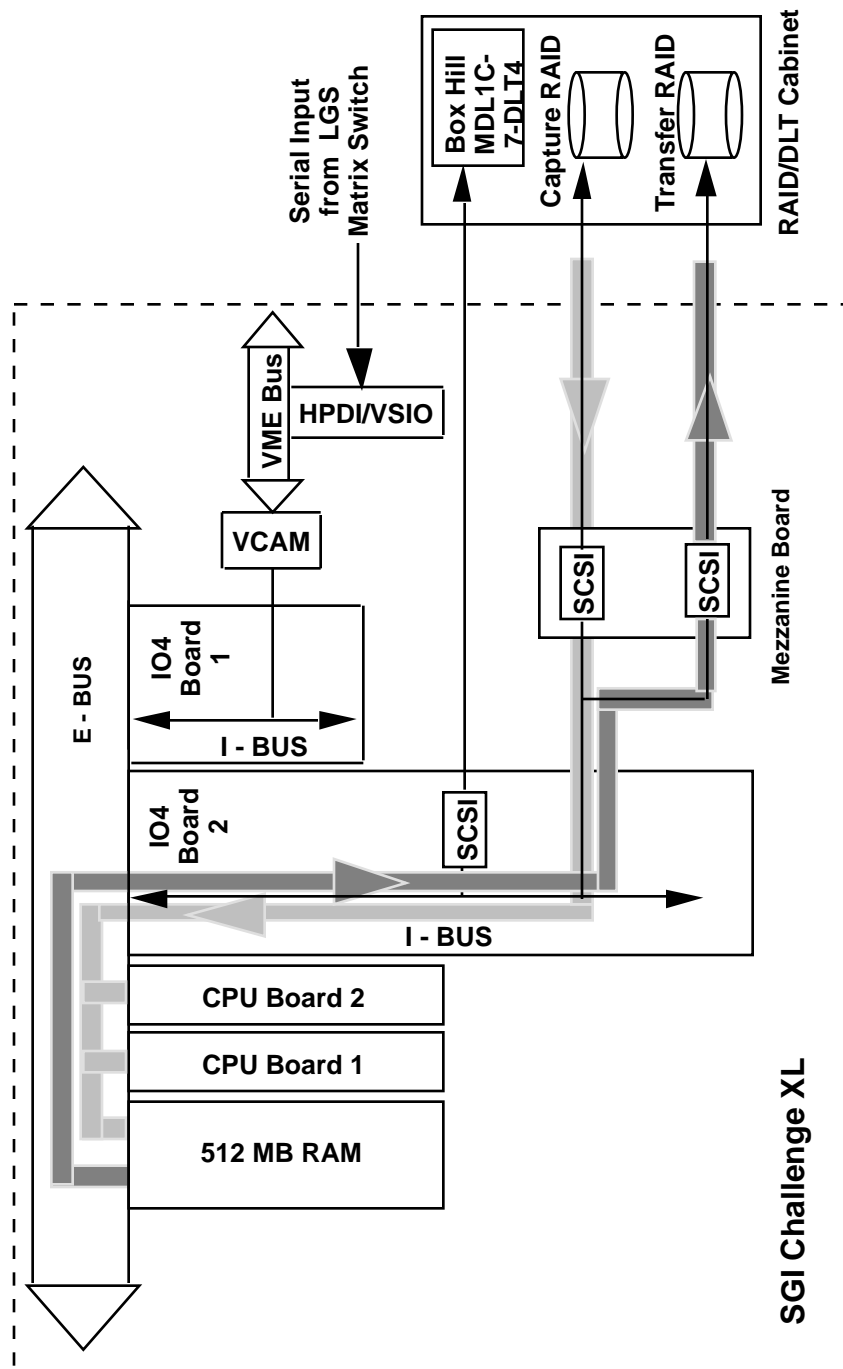 Serial Input
from LGS
Matrix Switch
Box Hill
MDL1C-
7-DLT4
Capture RAID
Transfer RAID
RAID/DLT Cabinet
VME Bus
HPDI/VSIO
VCAM
E - BUS
IO4
Board
1
I - BUS
SCSI
SCSI
Mezzanine Board
IO4
Board
2
SCSI
I - BUS
CPU Board 2
CPU Board 1
512 MB RAM
SGI Challenge XL